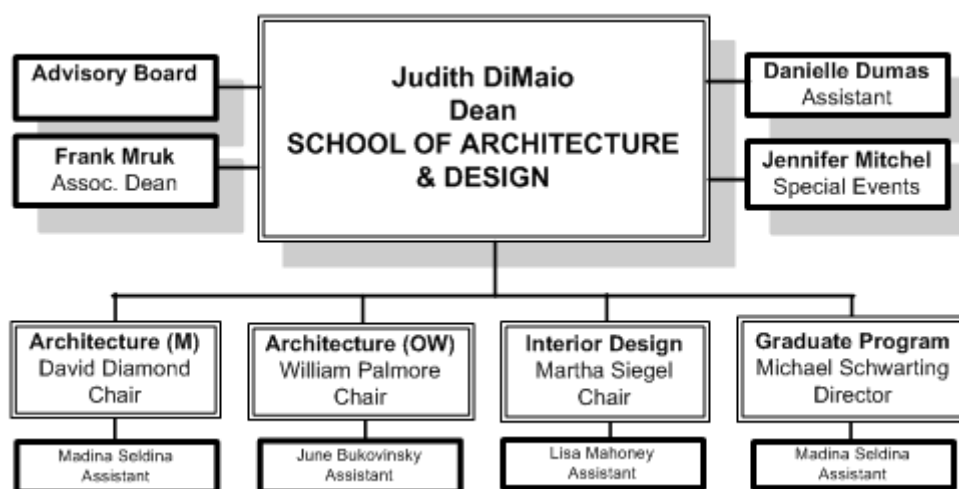 Advisory Board
Frank Mruk
Assoc. Dean
Judith DiMaio
Dean
SCHOOL OF ARCHITECTURE
& DESIGN
Danielle Dumas
Assistant
Jennifer Mitchel
Special Events
Architecture (M)
David Diamond
Chair
Madina Seldina
Assistant
Architecture (OW)
William Palmore
Chair
June Bukovinsky
Assistant
Interior Design
Martha Siegel
Chair
Lisa Mahoney
Assistant
Graduate Program
Michael Schwarting
Director
Madina Seldina
Assistant